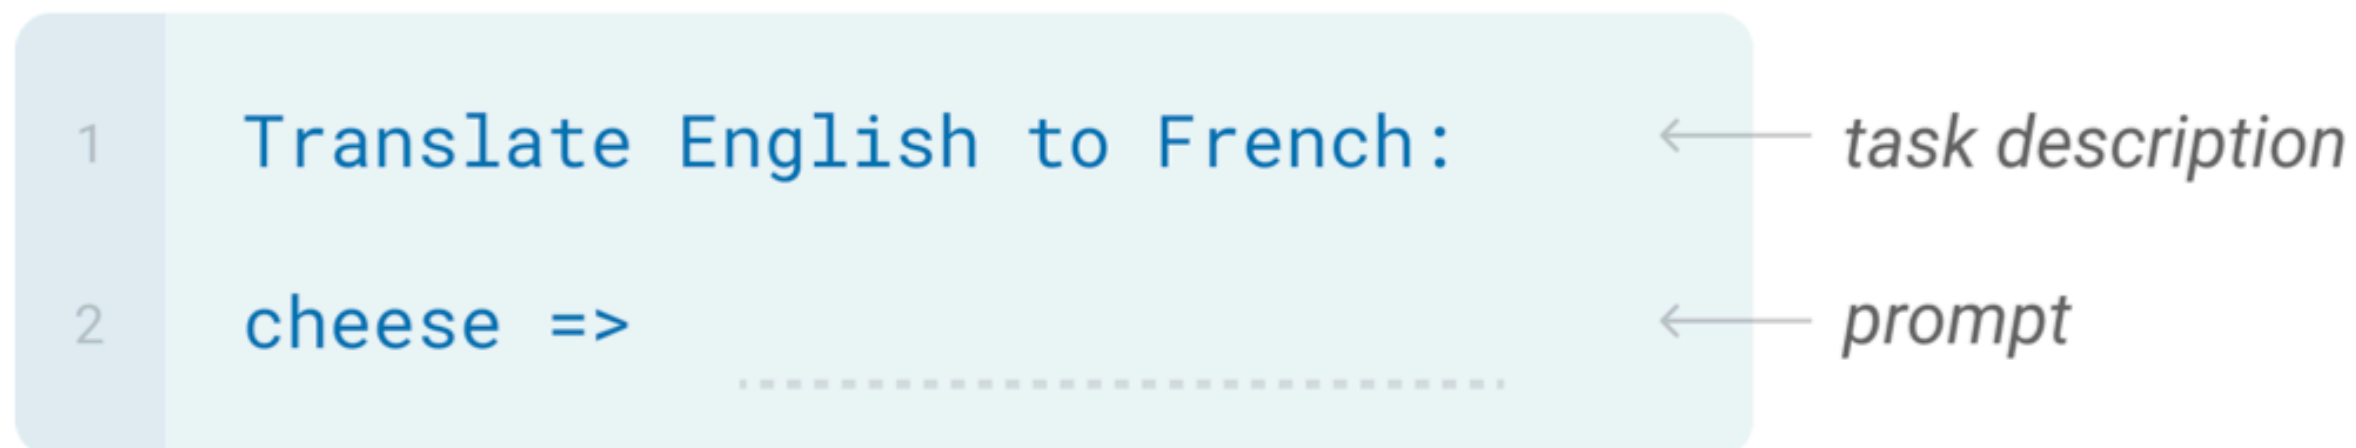 1 Translate English to French: task description
2 cheese => prompt